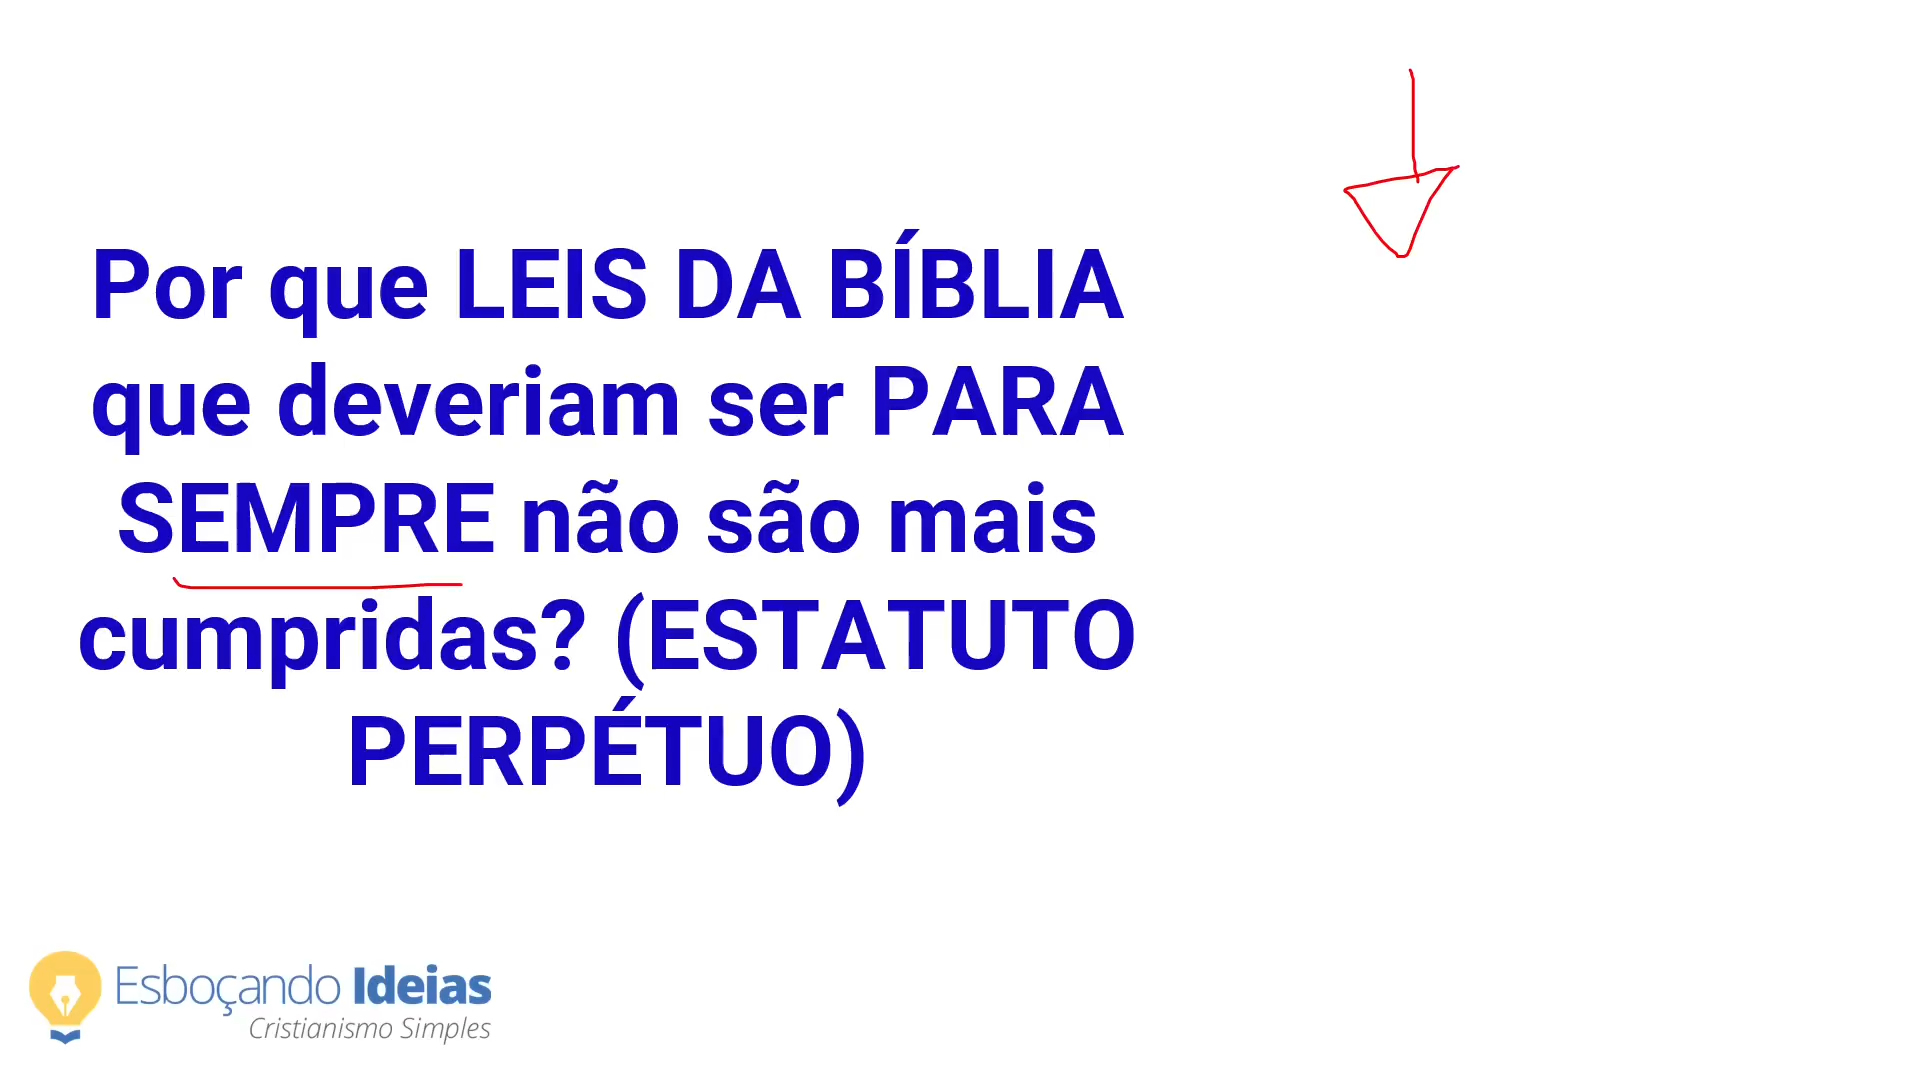 Por que LEIS DA BÍBLIA
que deveriam ser PARA
SEMPRE não são mais
cumpridas? (ESTATUTO
PERPÉTUO)
Esboçando Ideias
Cristianismo Simples